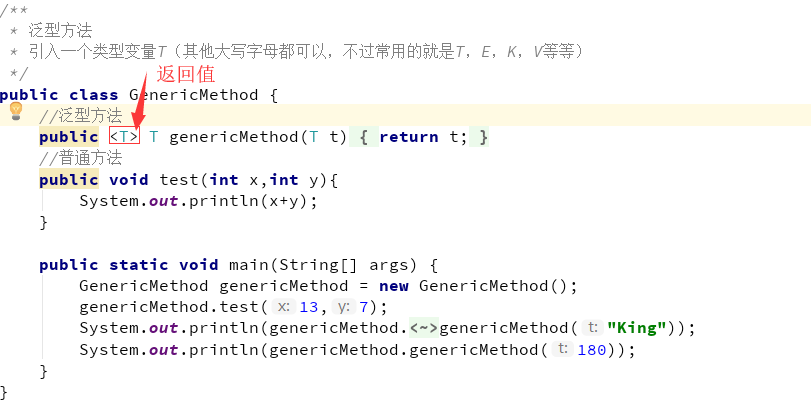 /**
 * 泛型方法
 * 引入一个类型变量T（其他大写字母都可以，不过常用的就是T，E，K，V等等）
 */
返回值
public class GenericMethod {
    //泛型方法
    public <T> T genericMethod(T t) { return t; }
    //普通方法
    public void test(int x,int y){
        System.out.println(x+y);
    }
    public static void main(String[] args) {
        GenericMethod genericMethod = new GenericMethod();
        genericMethod.test( x: 13, y: 7);
        System.out.println(genericMethod.<~>genericMethod( t: "King"));
        System.out.println(genericMethod.genericMethod( t: 180));
    }
}